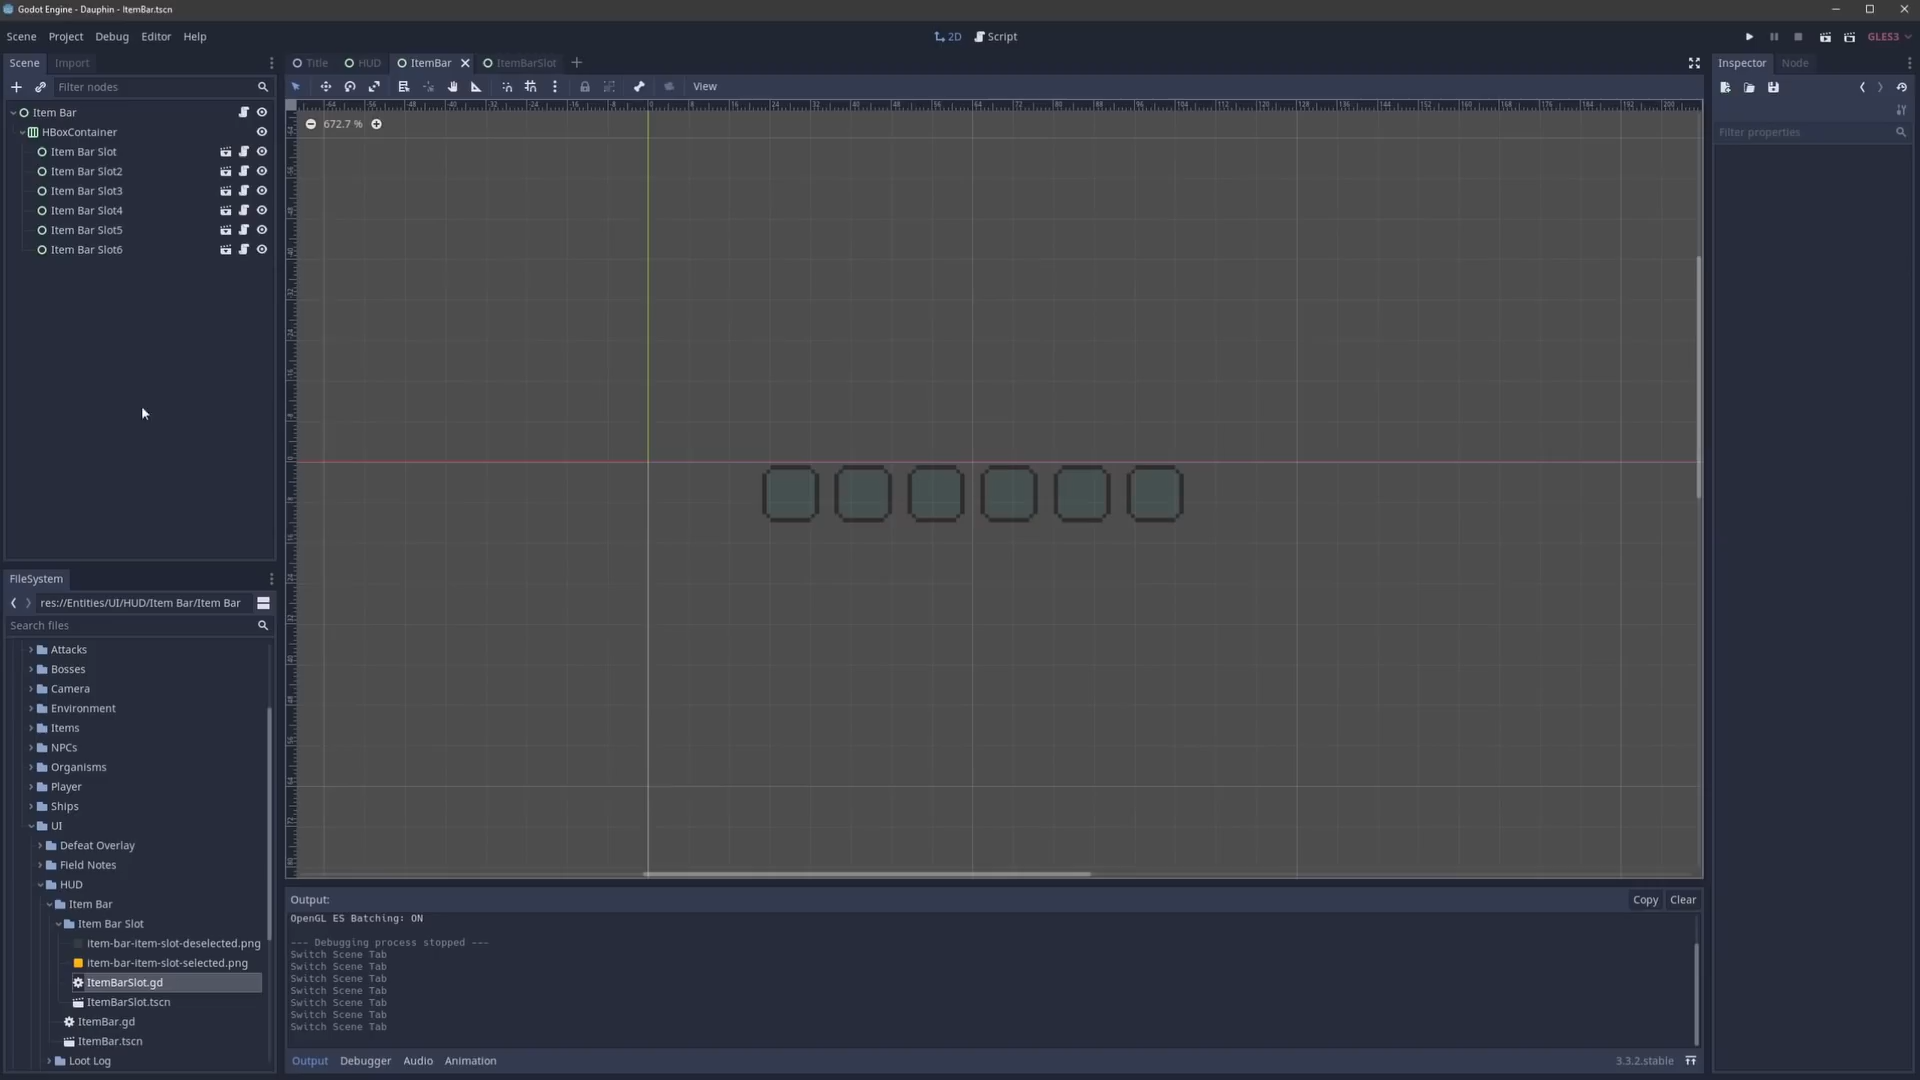 Godot Engine - Dauphin - ItemBar.tscn
Scene Project Debug Editor Help
2D Script
GLES3
Scene Import
Filter nodes
Item Bar
HBoxContainer
Item Bar Slot
Item Bar Slot2
Item Bar Slot3
Item Bar Slot4
Item Bar Slot5
Item Bar Slot6
FileSystem
res://Entities/UI/HUD/Item Bar/Item Bar
Search files
Attacks
Bosses
Camera
Environment
Items
NPCs
Organisms
Player
Ships
UI
Defeat Overlay
Field Notes
HUD
Item Bar
Item Bar Slot
item-bar-item-slot-deselected.png
item-bar-item-slot-selected.png
ItemBarSlot.gd
ItemBarSlot.tscn
ItemBar.gd
ItemBar.tscn
Loot Log
Title HUD ItemBar ItemBarSlot
View
672.7 %
Output:
Copy Clear
OpenGL ES Batching: ON
--- Debugging process stopped ---
Switch Scene Tab
Switch Scene Tab
Switch Scene Tab
Switch Scene Tab
Switch Scene Tab
Switch Scene Tab
Switch Scene Tab
Output Debugger Audio Animation
3.3.2.stable
Inspector Node
Filter properties